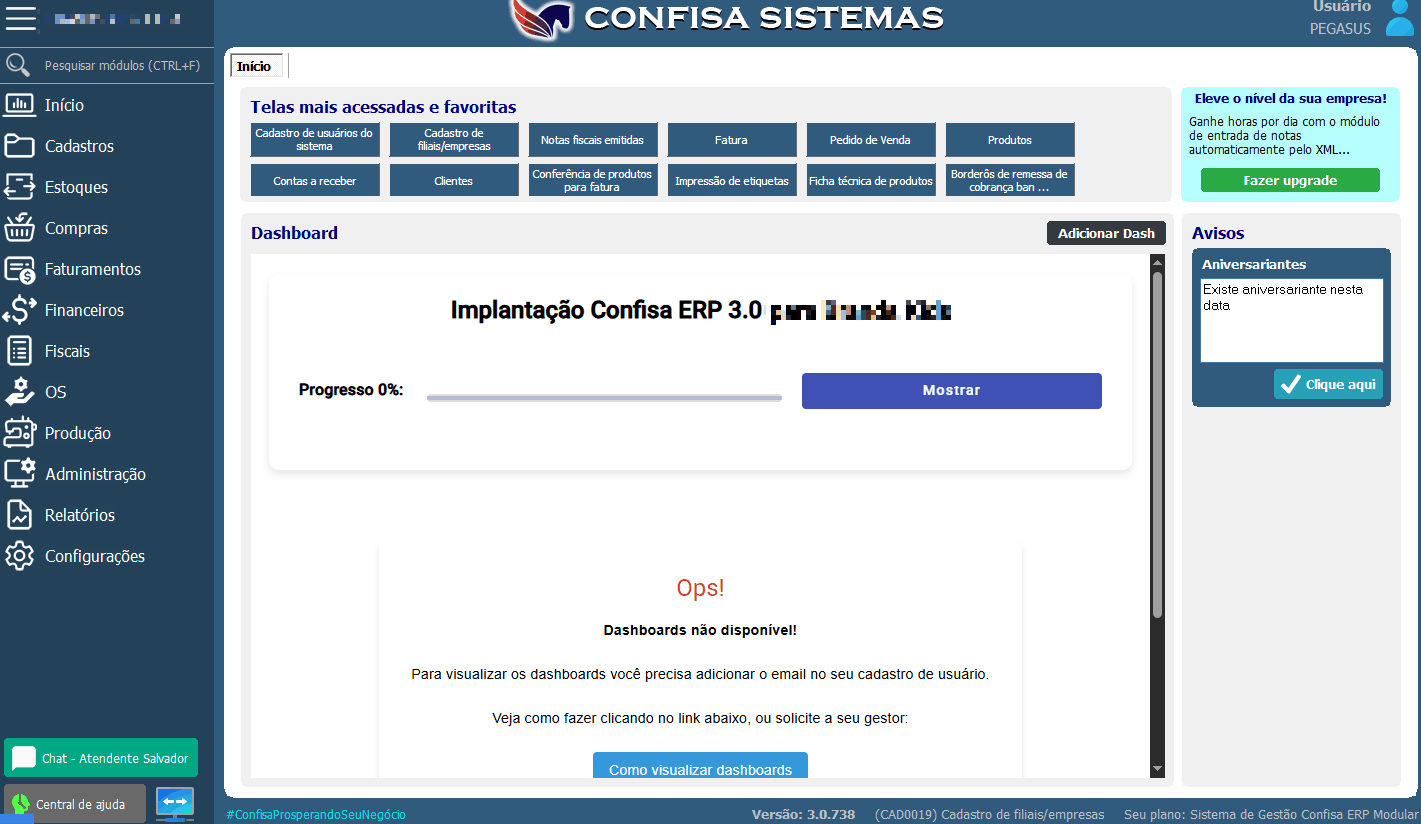 CONFISA SISTEMAS
Usuário
PEGASUS
Pesquisar módulos (CTRL+F)
Início
Cadastros
Estoques
Compras
Faturamentos
Financeiros
Fiscais
OS
Produção
Administração
Relatórios
Configurações
Chat - Atendente Salvador
Central de ajuda
Início
Telas mais acessadas e favoritas
Cadastro de usuários do
sistema
Cadastro de
filiais/empresas
Notas fiscais emitidas
Fatura
Pedido de Venda
Produtos
Contas a receber
Clientes
Conferência de produtos
para fatura
Impressão de etiquetas
Ficha técnica de produtos
Borderôs de remessa de
cobrança ban ...
Eleve o nível da sua empresa!
Ganhe horas por dia com o módulo
de entrada de notas
automaticamente pelo XML...
Fazer upgrade
Dashboard
Adicionar Dash
Implantação Confisa ERP 3.0
Progresso 0%:
Mostrar
Ops!
Dashboards não disponível!
Para visualizar os dashboards você precisa adicionar o email no seu cadastro de usuário.
Veja como fazer clicando no link abaixo, ou solicite a seu gestor:
Como visualizar dashboards
Avisos
Aniversariantes
Existe aniversariante nesta
data
Clique aqui
#ConfisaProsperandoSeuNegócio
Versão: 3.0.738
(CAD0019) Cadastro de filiais/empresas
Seu plano: Sistema de Gestão Confisa ERP Modular